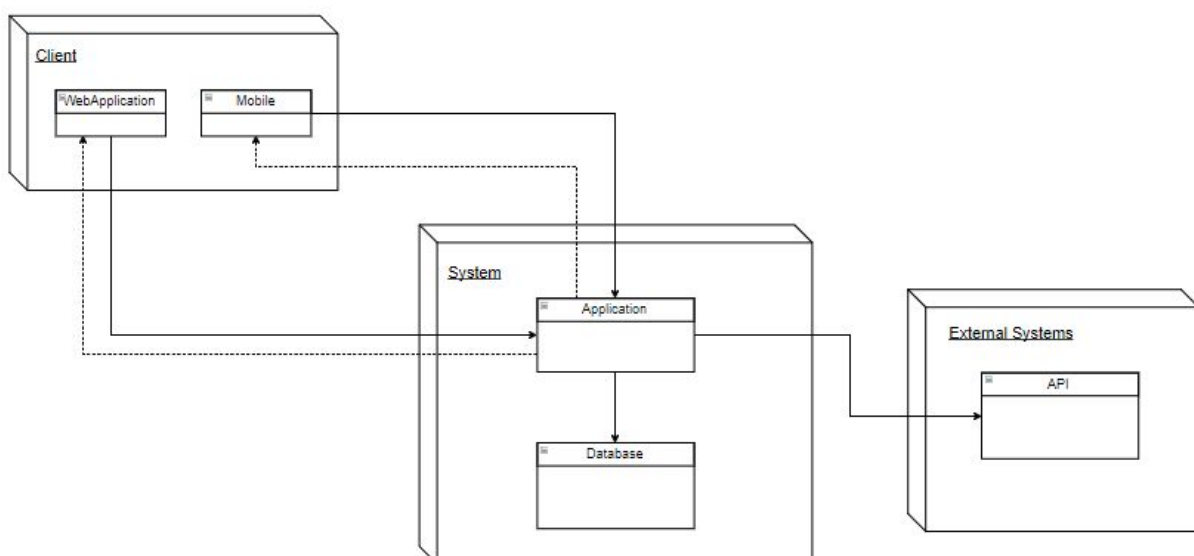 Client
WebApplication
Mobile
System
Application
External Systems
API
Database